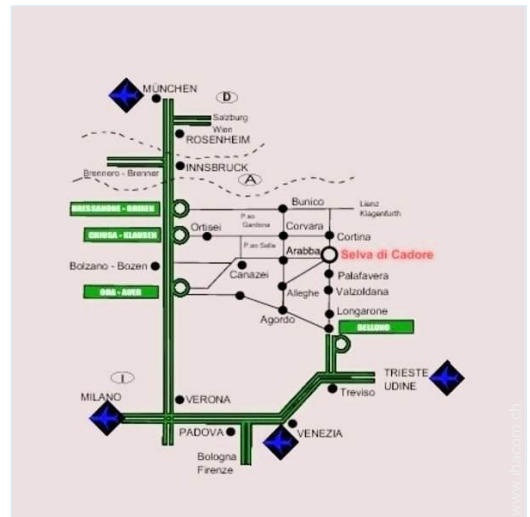 MÜNCHEN
D
Salzburg
Wien
ROSENHEIM
Brennero - Brenner
INNSBRUCK
A
BRESSANONE - BRIXEN
Bunico
Lienz
Klagenfurth
P.so
Gardena
CHIUSA - KLAUSEN
Ortisei
Corvara
Cortina
P.so Sella
Arabba
Selva di Cadore
Bolzano - Bozen
Canazei
Palafavera
ORA - AUER
Alleghe
Valzoldana
Agordo
Longarone
BELLUNO
I
TRIESTE
UDINE
MILANO
VERONA
Treviso
PADOVA
VENEZIA
Bologna
Firenze
www.ihacom.ch